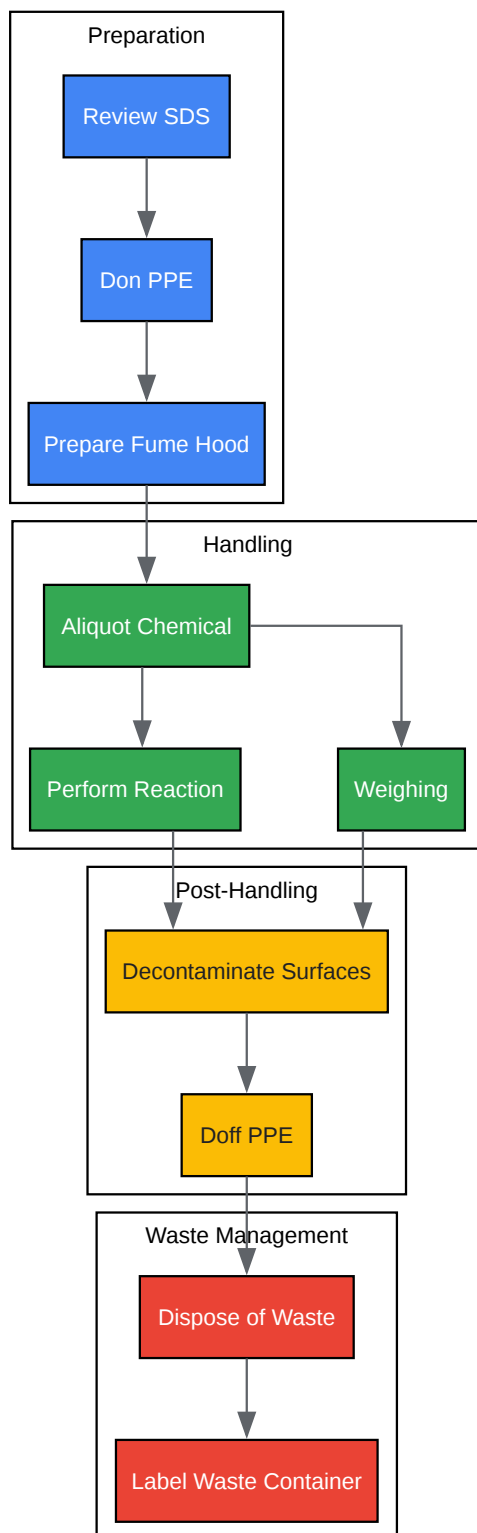 Preparation
Review SDS
Don PPE
Prepare Fume Hood
Handling
Aliquot Chemical
Perform Reaction
Weighing
Post-Handling
Decontaminate Surfaces
Doff PPE
Waste Management
Dispose of Waste
Label Waste Container